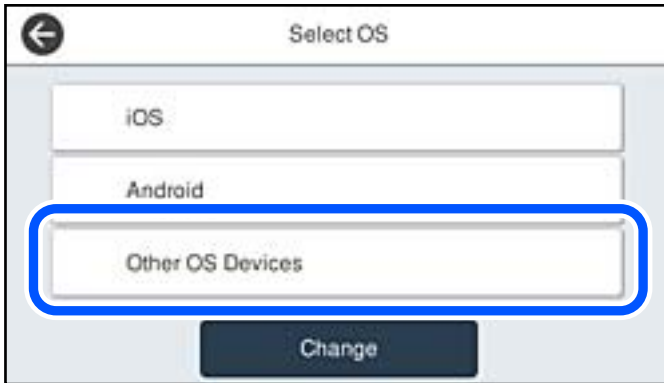 Select OS
iOS
Android
Other OS Devices
Change